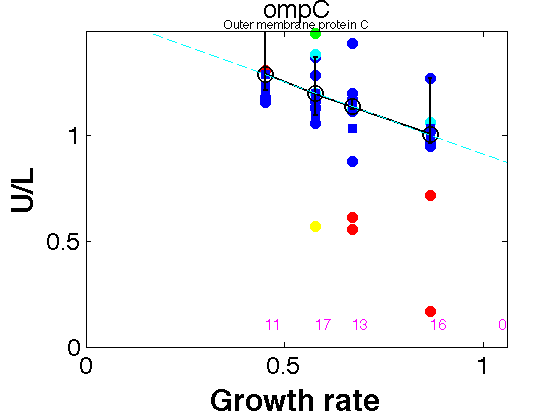 ompC
Outer membrane protein C
U/L
1
0.5
0
11 17 13 16 0
0 0.5 1
Growth rate